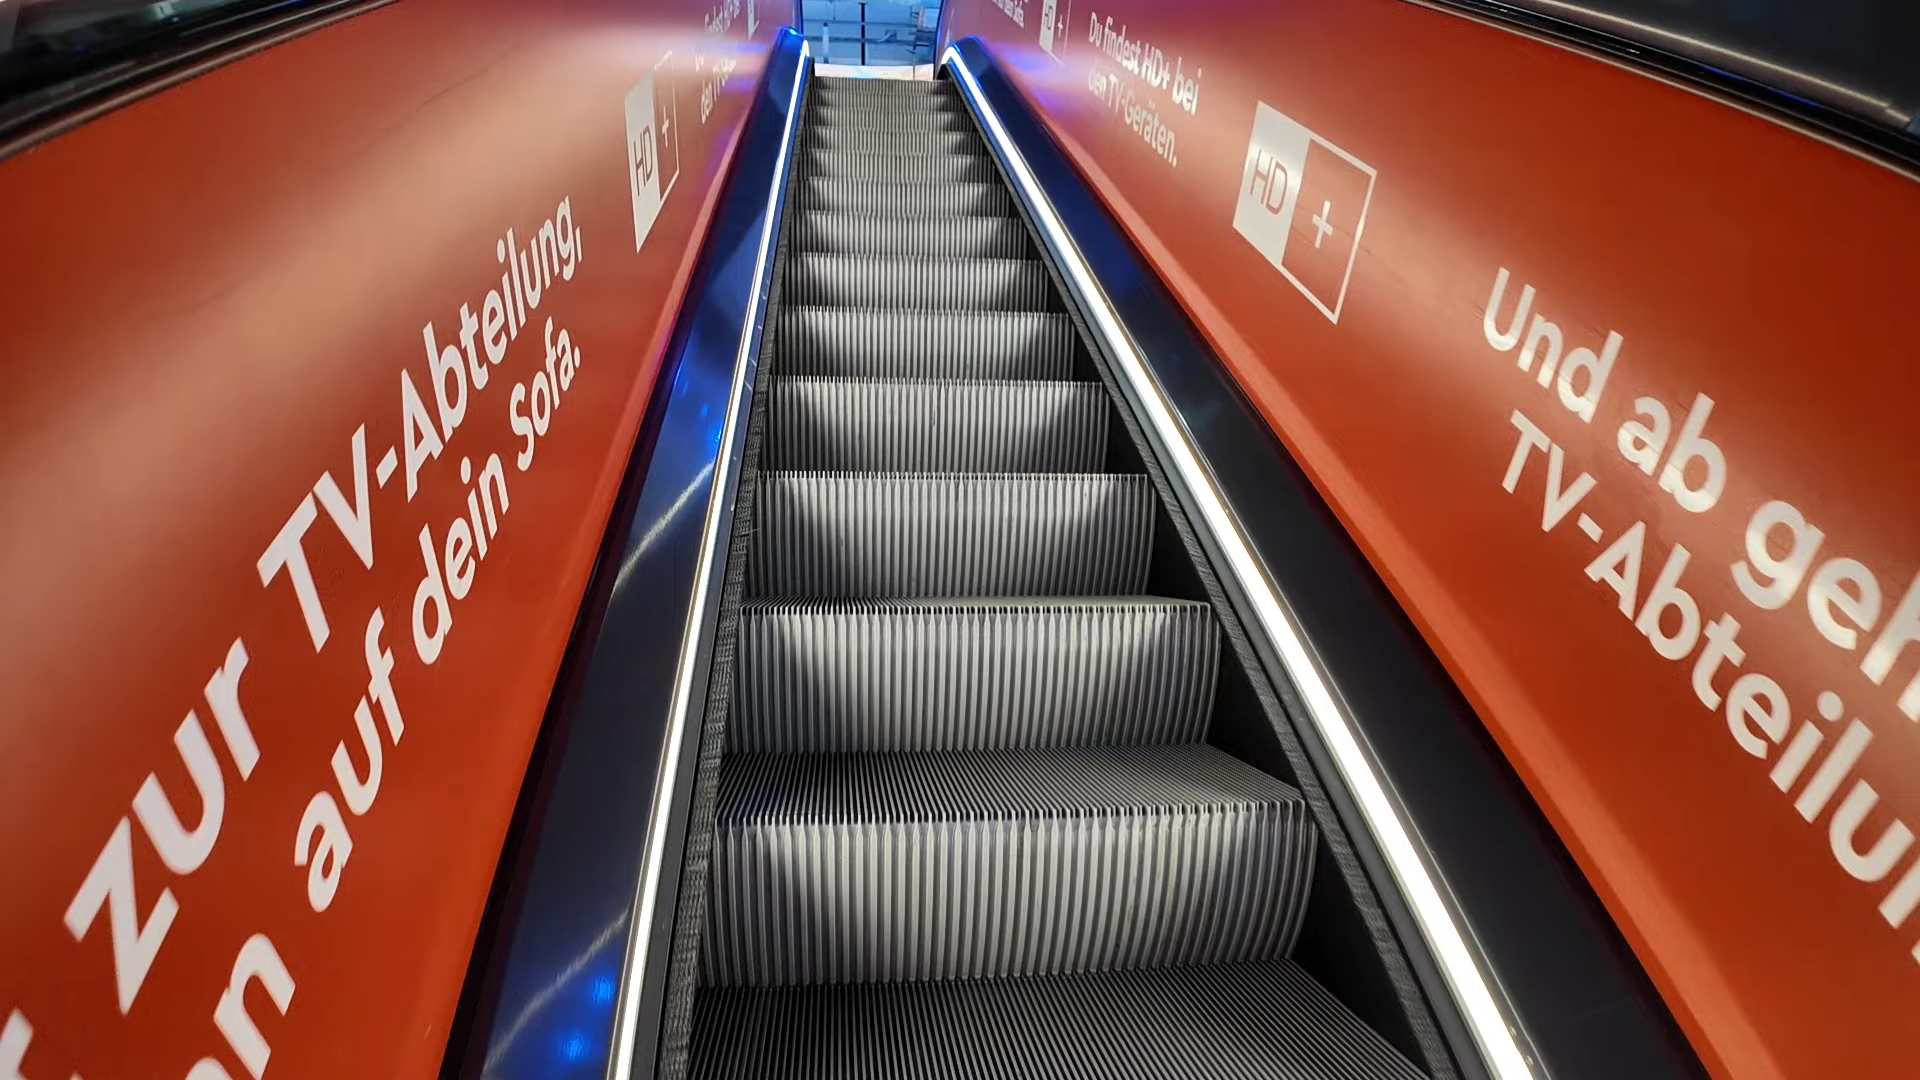 zur TV-Abteilung,
auf dein Sofa.
HD+
HD+
Du findest HD+ bei
den TV-Geräten.
HD+
Und ab
TV-Abteilun